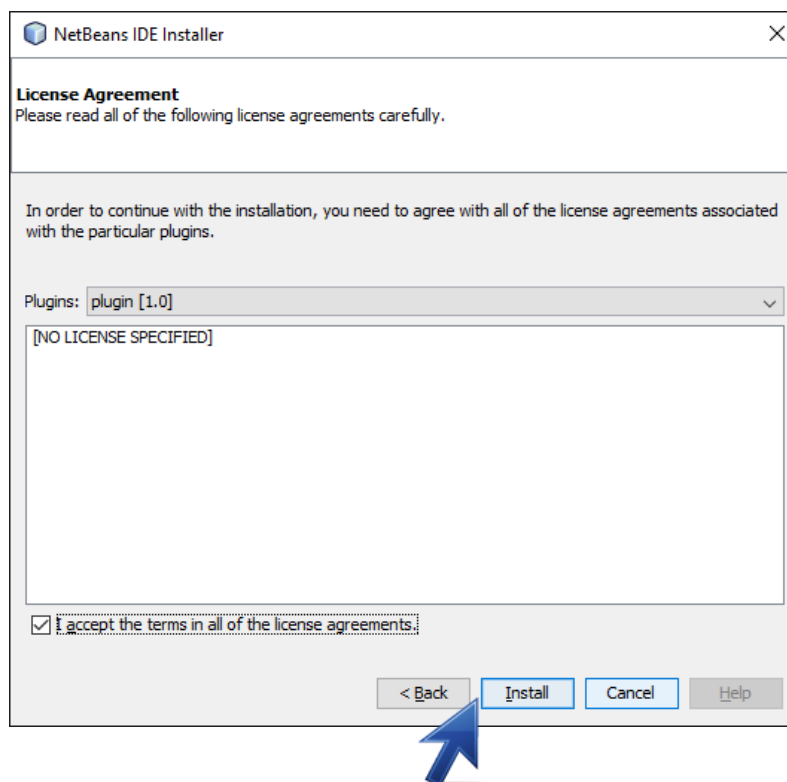 NetBeans IDE Installer
License Agreement
Please read all of the following license agreements carefully.
In order to continue with the installation, you need to agree with all of the license agreements associated
with the particular plugins.
Plugins: plugin [1.0]
[NO LICENSE SPECIFIED]
I accept the terms in all of the license agreements.
< Back Install Cancel Help